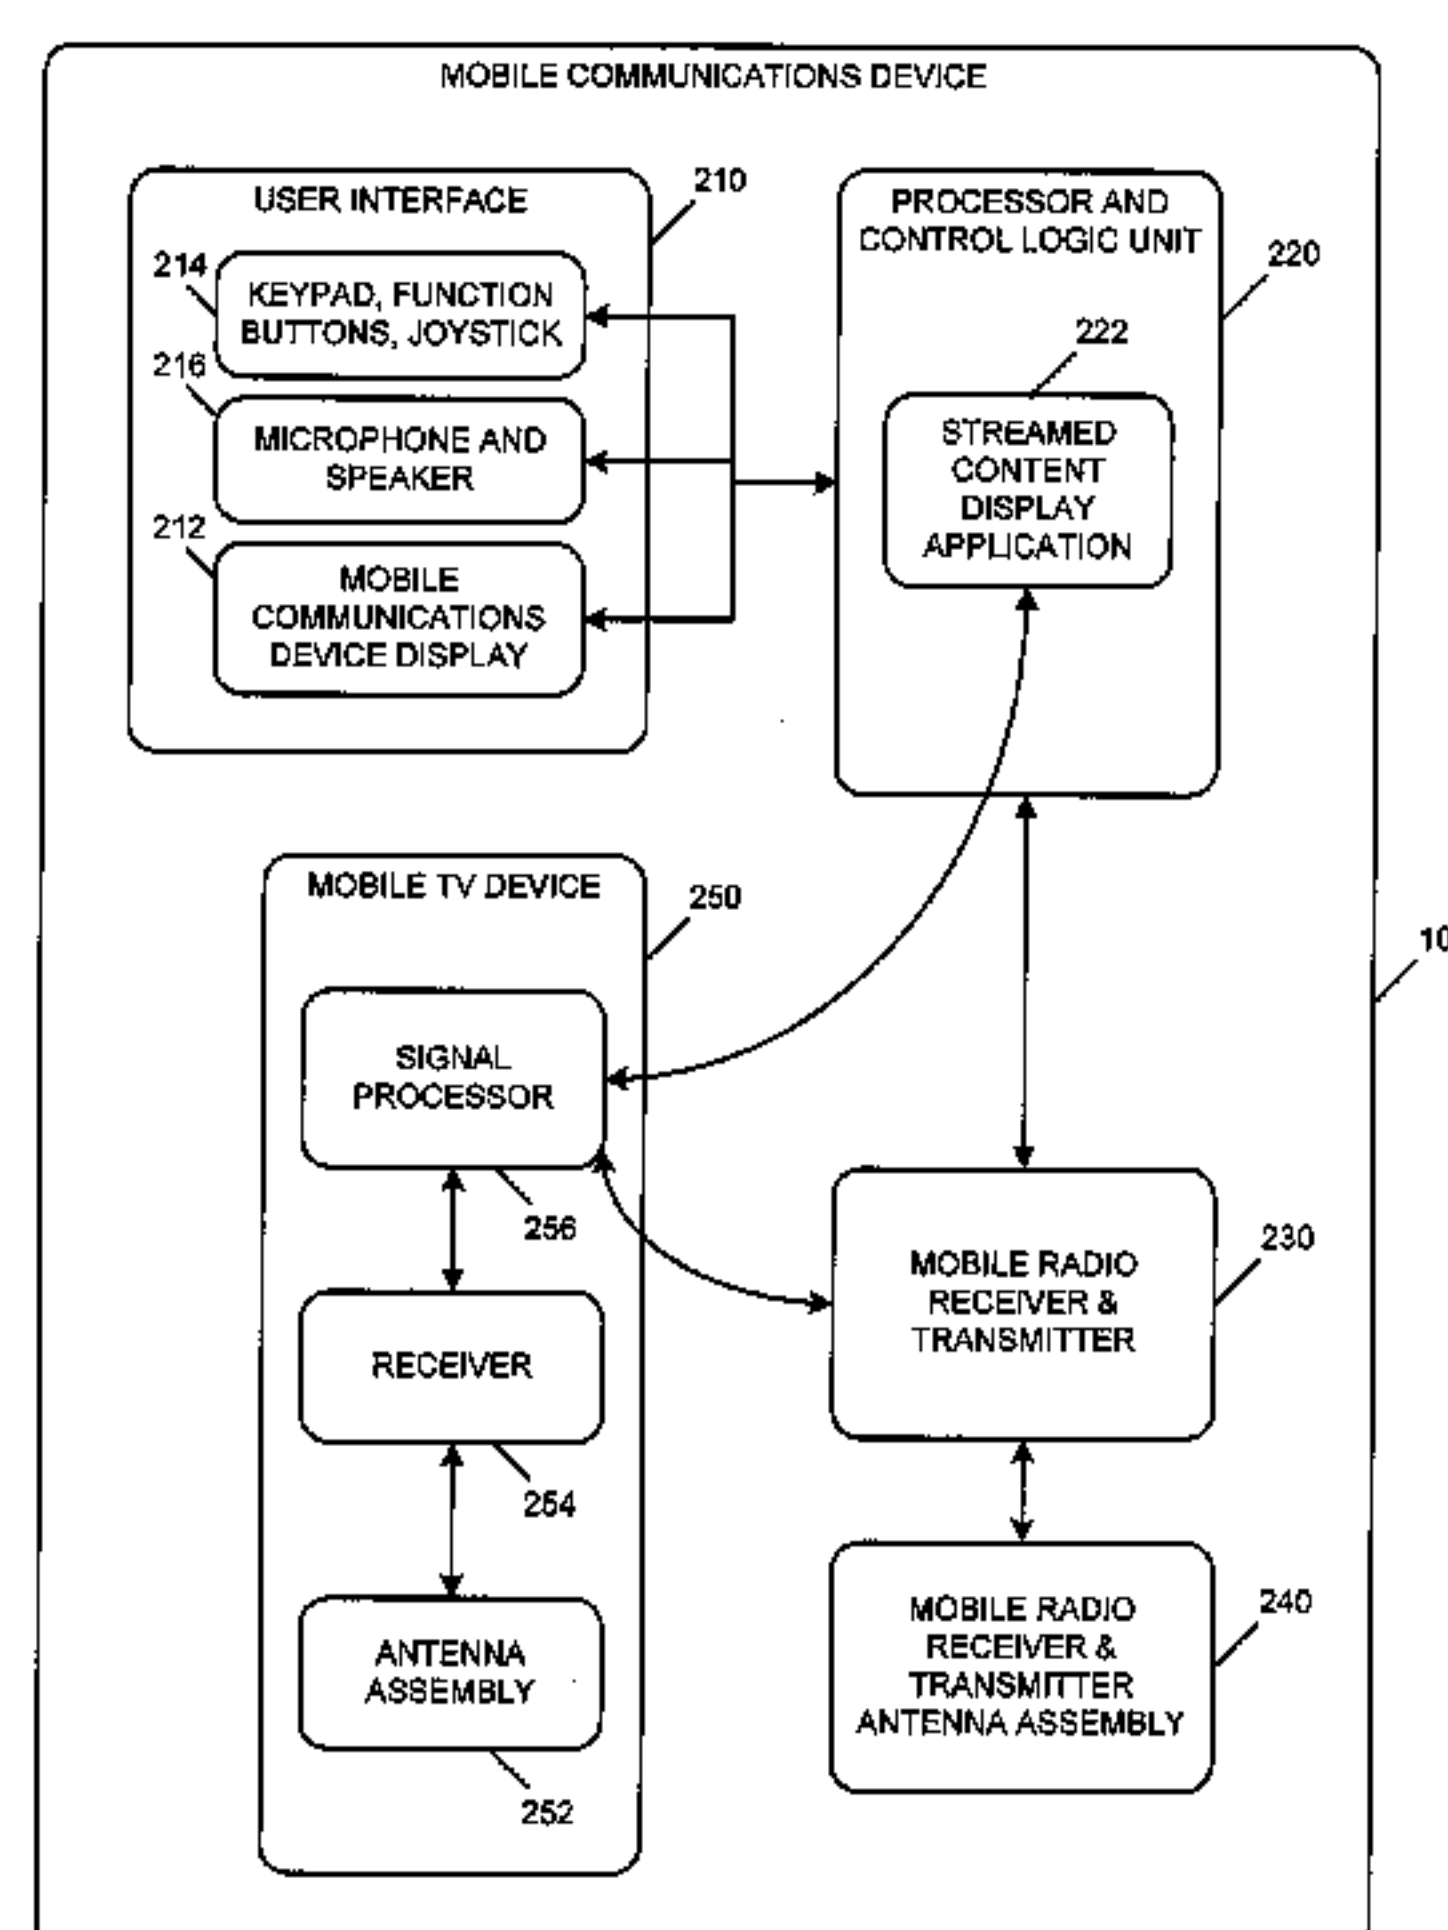 MOBILE COMMUNICATIONS DEVICE
USER INTERFACE
210
214
KEYPAD, FUNCTION
BUTTONS, JOYSTICK
216
MICROPHONE AND
SPEAKER
212
MOBILE
COMMUNICATIONS
DEVICE DISPLAY
PROCESSOR AND
CONTROL LOGIC UNIT
220
222
STREAMED
CONTENT
DISPLAY
APPLICATION
MOBILE TV DEVICE
250
SIGNAL
PROCESSOR
256
RECEIVER
254
ANTENNA
ASSEMBLY
252
10
MOBILE RADIO
RECEIVER &
TRANSMITTER
230
MOBILE RADIO
RECEIVER &
TRANSMITTER
ANTENNA ASSEMBLY
240